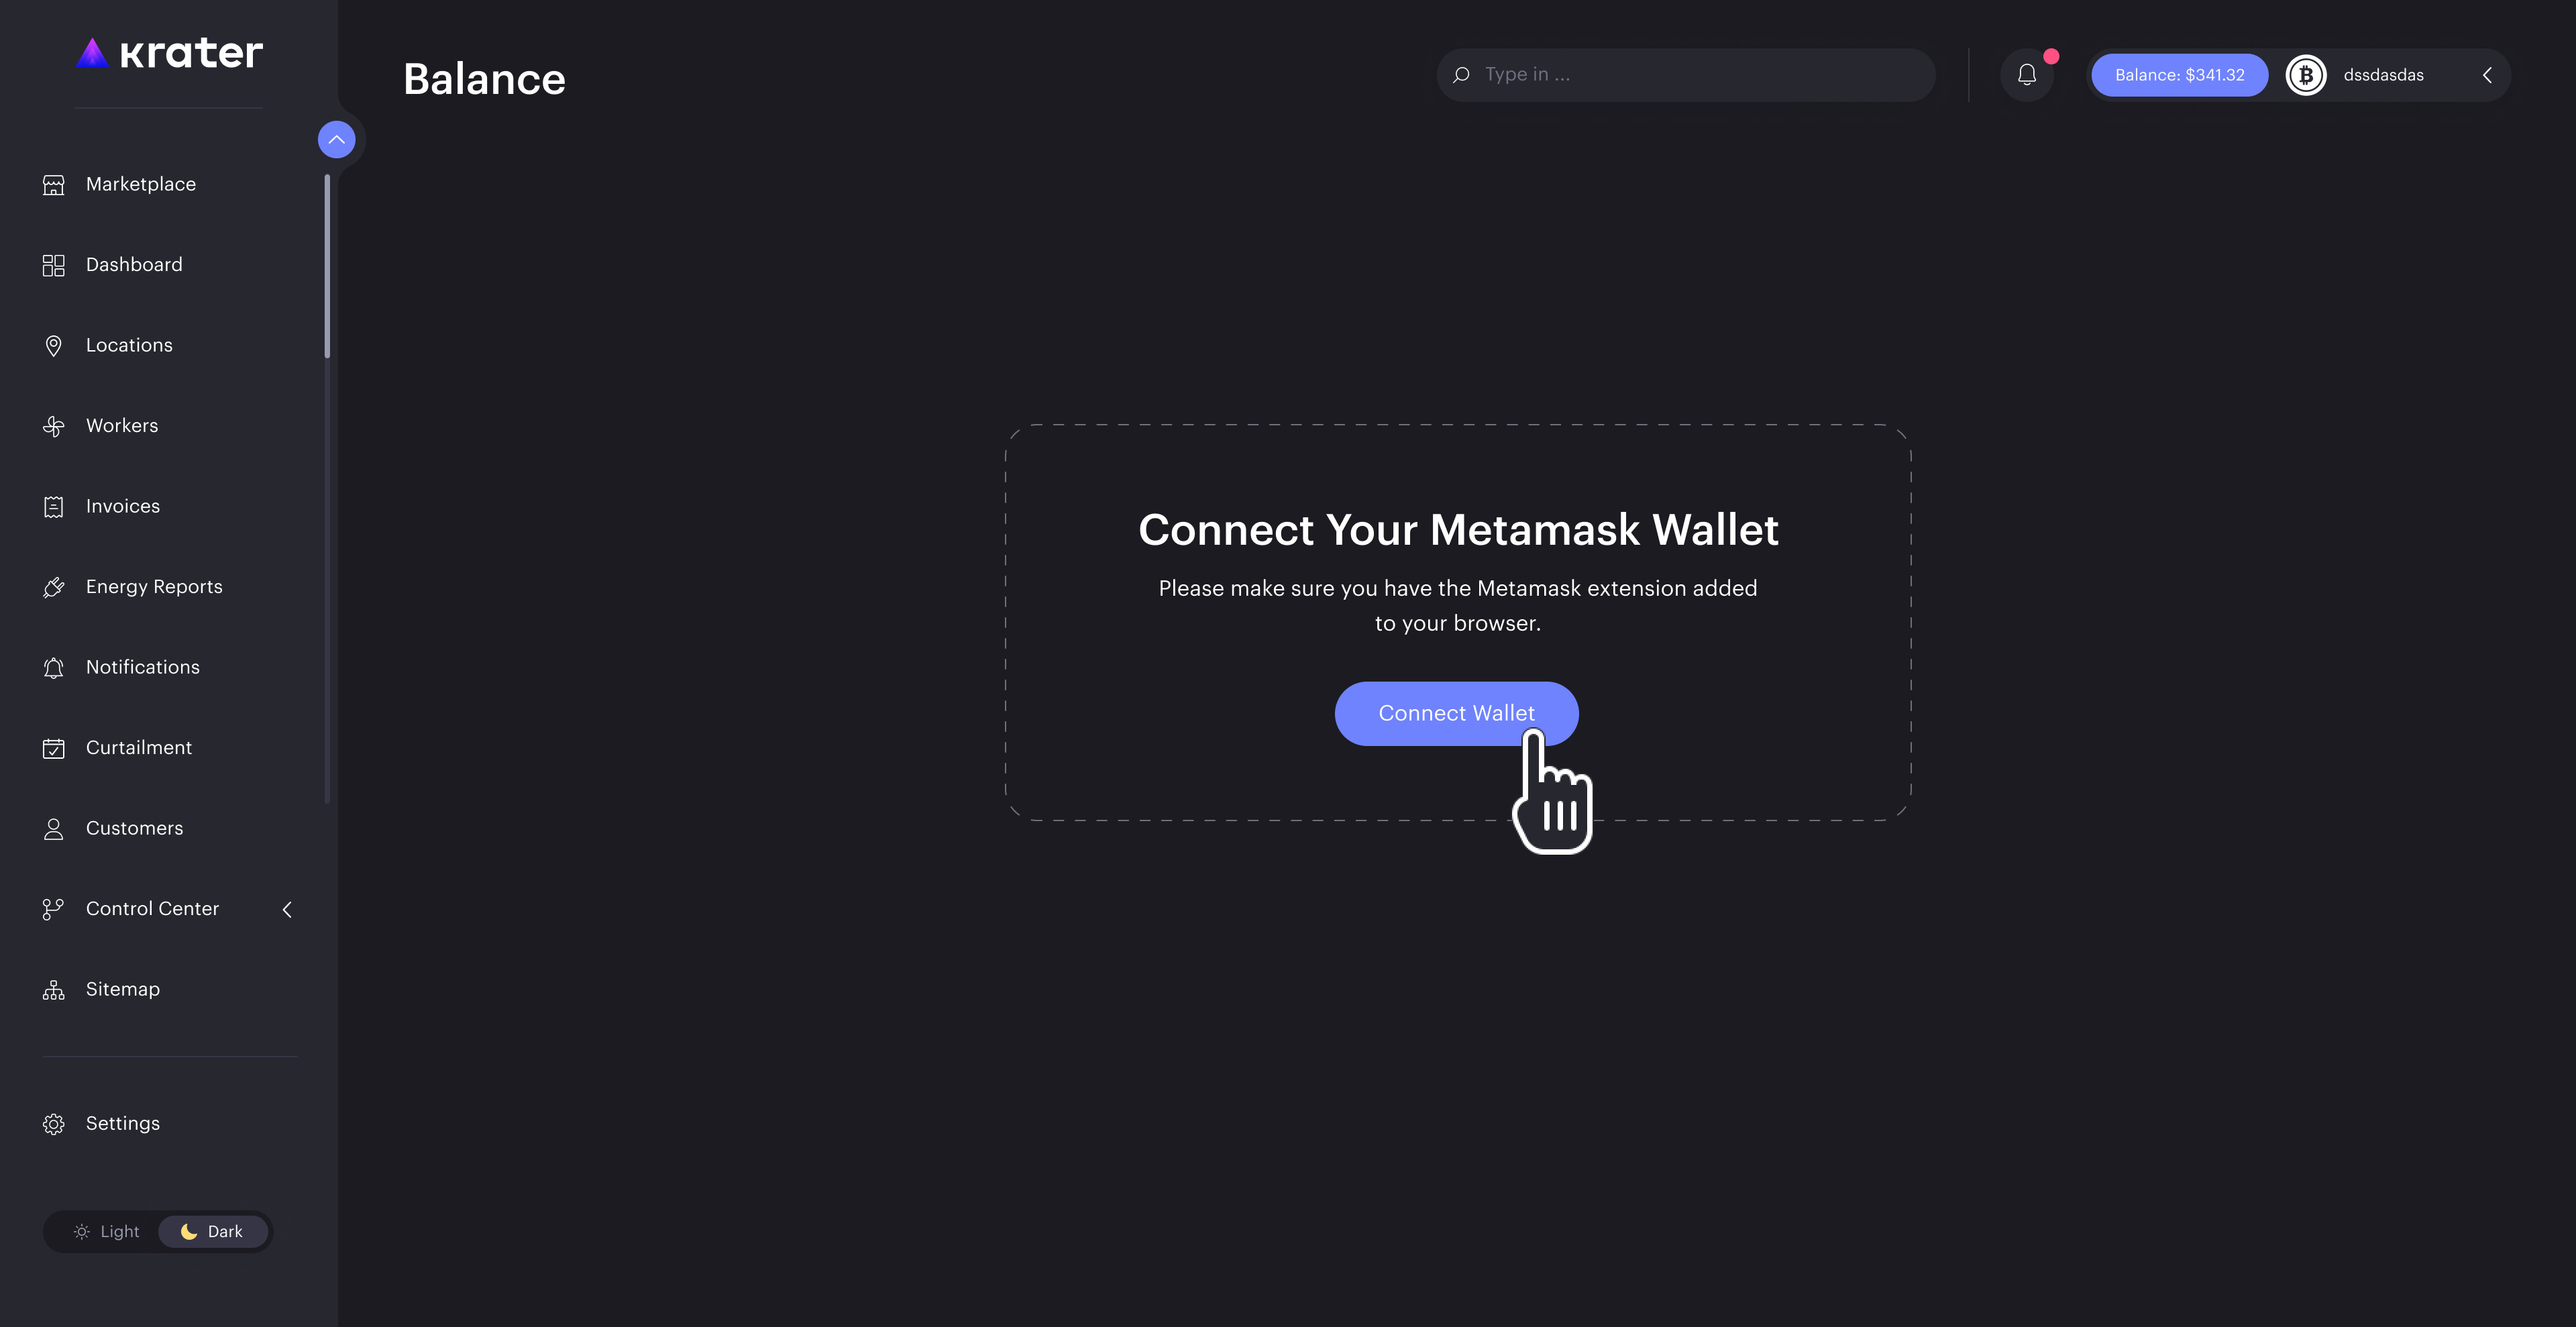 krater
Balance
Type in ...
Balance: $341.32
dssdasdas
Marketplace
Dashboard
Locations
Workers
Invoices
Energy Reports
Notifications
Curtailment
Customers
Control Center
Sitemap
Settings
Light
Dark
Connect Your Metamask Wallet
Please make sure you have the Metamask extension added
to your browser.
Connect Wallet